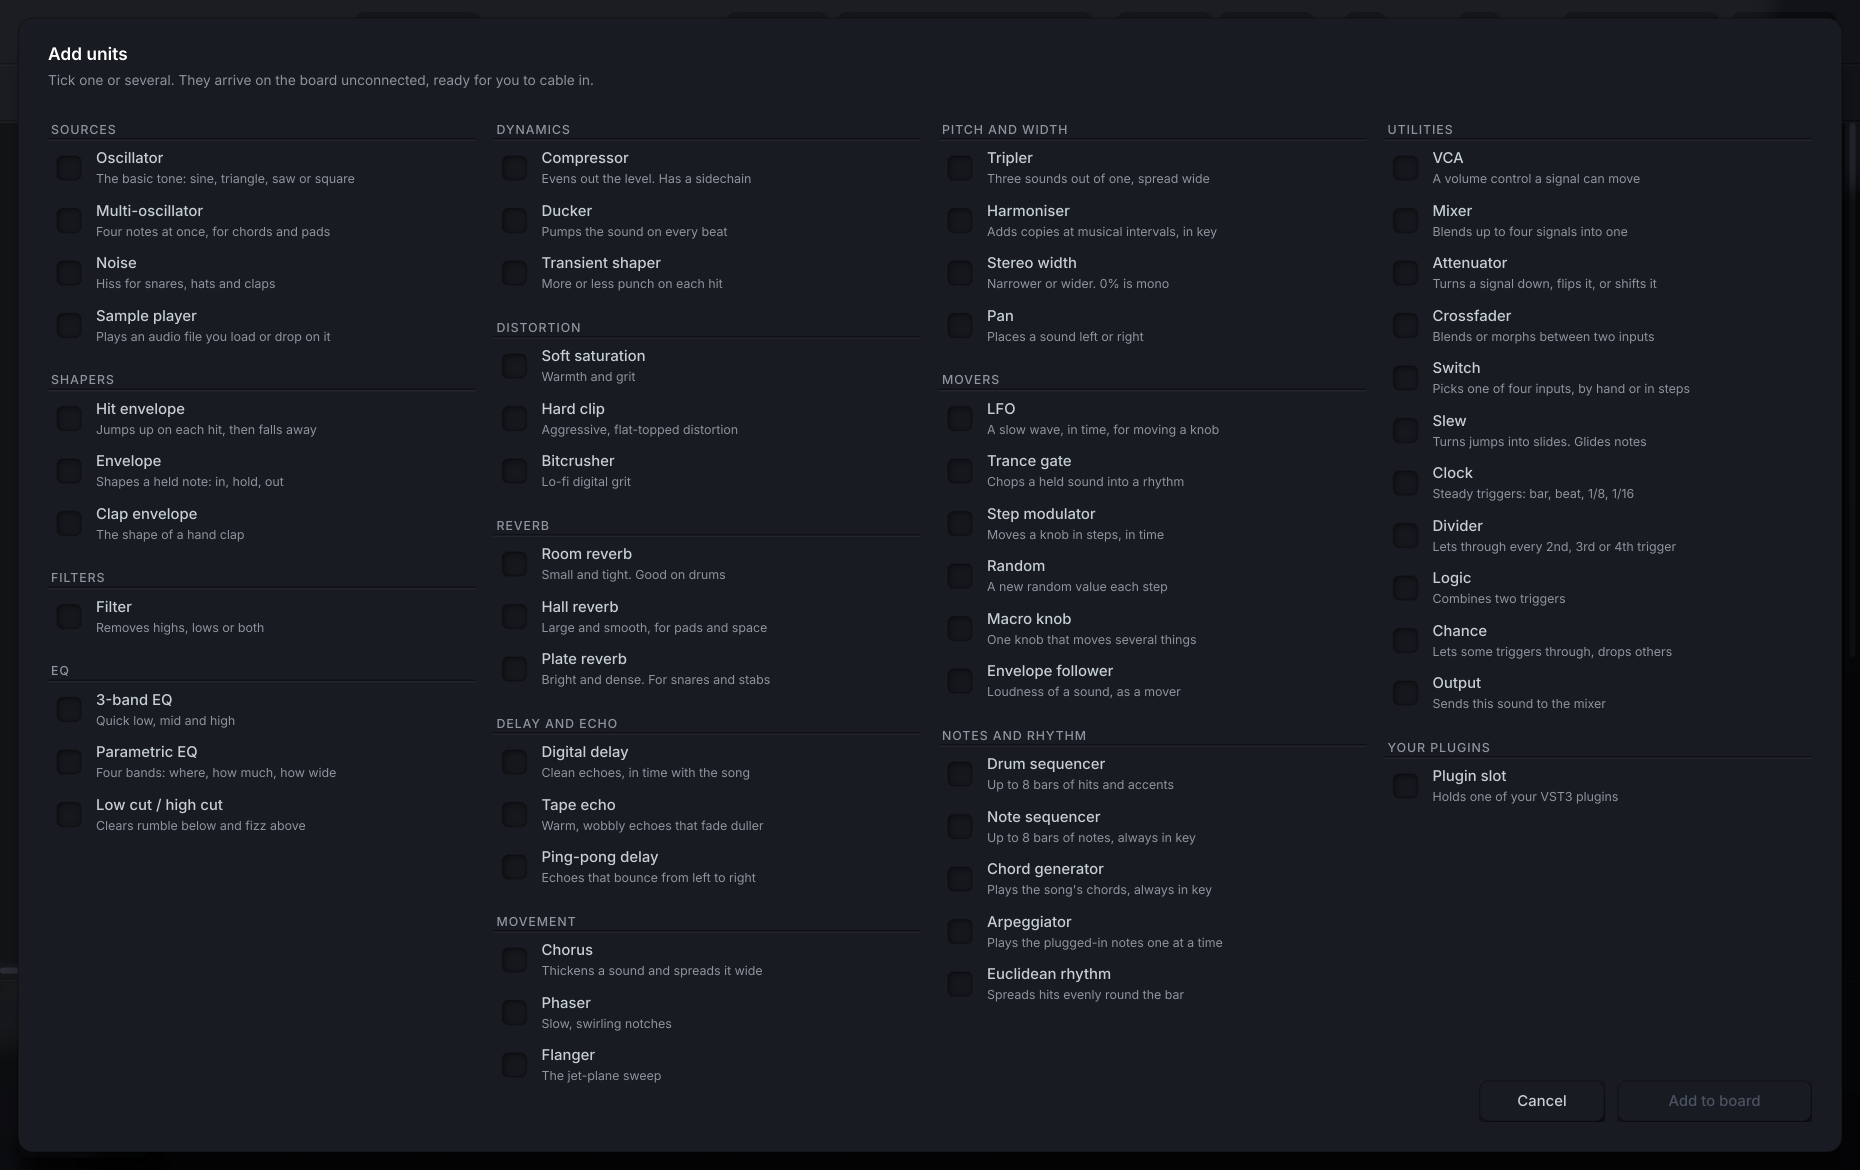 Add units
Tick one or several. They arrive on the board unconnected, ready for you to cable in.
SOURCES
Oscillator
The basic tone: sine, triangle, saw or square
Multi-oscillator
Four notes at once, for chords and pads
Noise
Hiss for snares, hats and claps
Sample player
Plays an audio file you load or drop on it
SHAPERS
Hit envelope
Jumps up on each hit, then falls away
Envelope
Shapes a held note: in, hold, out
Clap envelope
The shape of a hand clap
FILTERS
Filter
Removes highs, lows or both
EQ
3-band EQ
Quick low, mid and high
Parametric EQ
Four bands: where, how much, how wide
Low cut / high cut
Clears rumble below and fizz above
DYNAMICS
Compressor
Evens out the level. Has a sidechain
Ducker
Pumps the sound on every beat
Transient shaper
More or less punch on each hit
DISTORTION
Soft saturation
Warmth and grit
Hard clip
Aggressive, flat-topped distortion
Bitcrusher
Lo-fi digital grit
REVERB
Room reverb
Small and tight. Good on drums
Hall reverb
Large and smooth, for pads and space
Plate reverb
Bright and dense. For snares and stabs
DELAY AND ECHO
Digital delay
Clean echoes, in time with the song
Tape echo
Warm, wobbly echoes that fade duller
Ping-pong delay
Echoes that bounce from left to right
MOVEMENT
Chorus
Thickens a sound and spreads it wide
Phaser
Slow, swirling notches
Flanger
The jet-plane sweep
PITCH AND WIDTH
Tripler
Three sounds out of one, spread wide
Harmoniser
Adds copies at musical intervals, in key
Stereo width
Narrower or wider. 0% is mono
Pan
Places a sound left or right
MOVERS
LFO
A slow wave, in time, for moving a knob
Trance gate
Chops a held sound into a rhythm
Step modulator
Moves a knob in steps, in time
Random
A new random value each step
Macro knob
One knob that moves several things
Envelope follower
Loudness of a sound, as a mover
NOTES AND RHYTHM
Drum sequencer
Up to 8 bars of hits and accents
Note sequencer
Up to 8 bars of notes, always in key
Chord generator
Plays the song's chords, always in key
Arpeggiator
Plays the plugged-in notes one at a time
Euclidean rhythm
Spreads hits evenly round the bar
UTILITIES
VCA
A volume control a signal can move
Mixer
Blends up to four signals into one
Attenuator
Turns a signal down, flips it, or shifts it
Crossfader
Blends or morphs between two inputs
Switch
Picks one of four inputs, by hand or in steps
Slew
Turns jumps into slides. Glides notes
Clock
Steady triggers: bar, beat, 1/8, 1/16
Divider
Lets through every 2nd, 3rd or 4th trigger
Logic
Combines two triggers
Chance
Lets some triggers through, drops others
Output
Sends this sound to the mixer
YOUR PLUGINS
Plugin slot
Holds one of your VST3 plugins
Cancel
Add to board